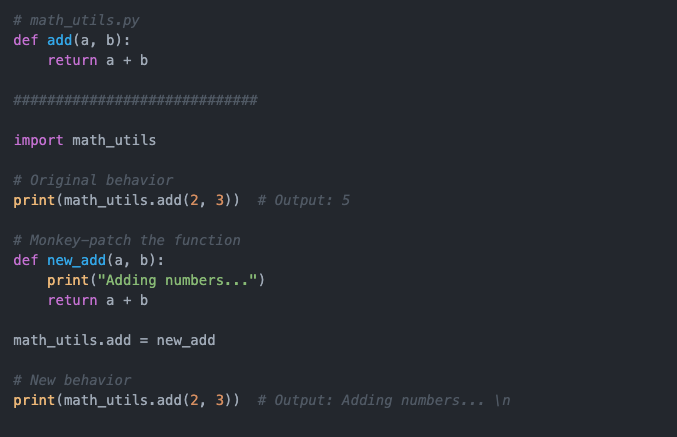 # math_utils.py
def add(a, b):
    return a + b
#############################
import math_utils
# Original behavior
print(math_utils.add(2, 3))  # Output: 5
# Monkey-patch the function
def new_add(a, b):
    print("Adding numbers...")
    return a + b
math_utils.add = new_add
# New behavior
print(math_utils.add(2, 3))  # Output: Adding numbers... \n